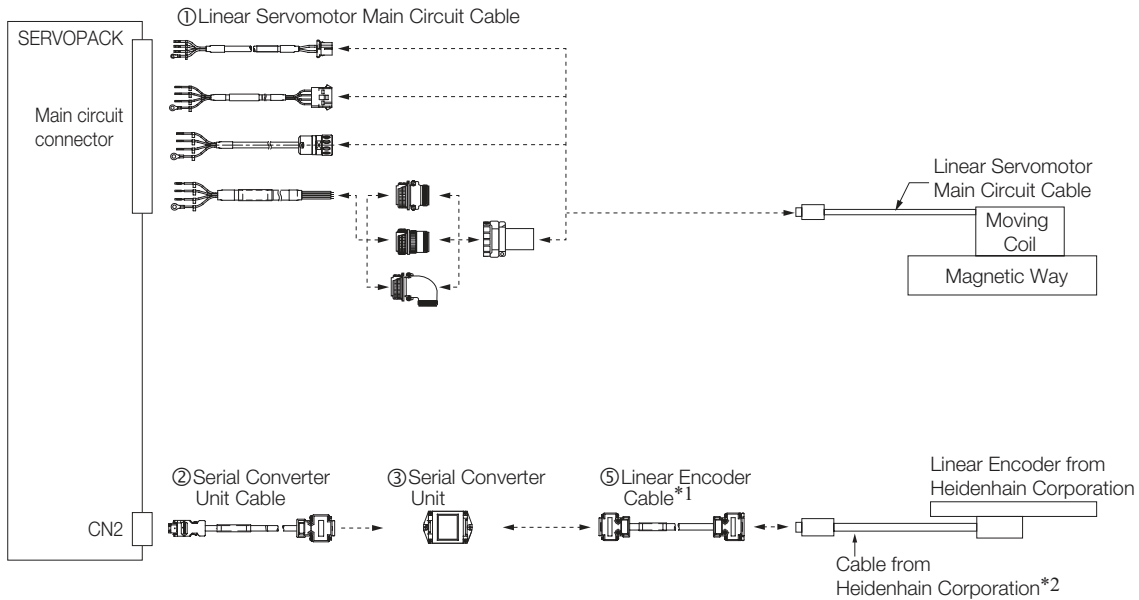 ①Linear Servomotor Main Circuit Cable
SERVOPACK
Main circuit
connector
Linear Servomotor
Main Circuit Cable
Moving
Coil
Magnetic Way
②Serial Converter
Unit Cable
③Serial Converter
Unit
⑤Linear Encoder
Cable*1
Linear Encoder from
Heidenhain Corporation
CN2
Cable from
Heidenhain Corporation*2